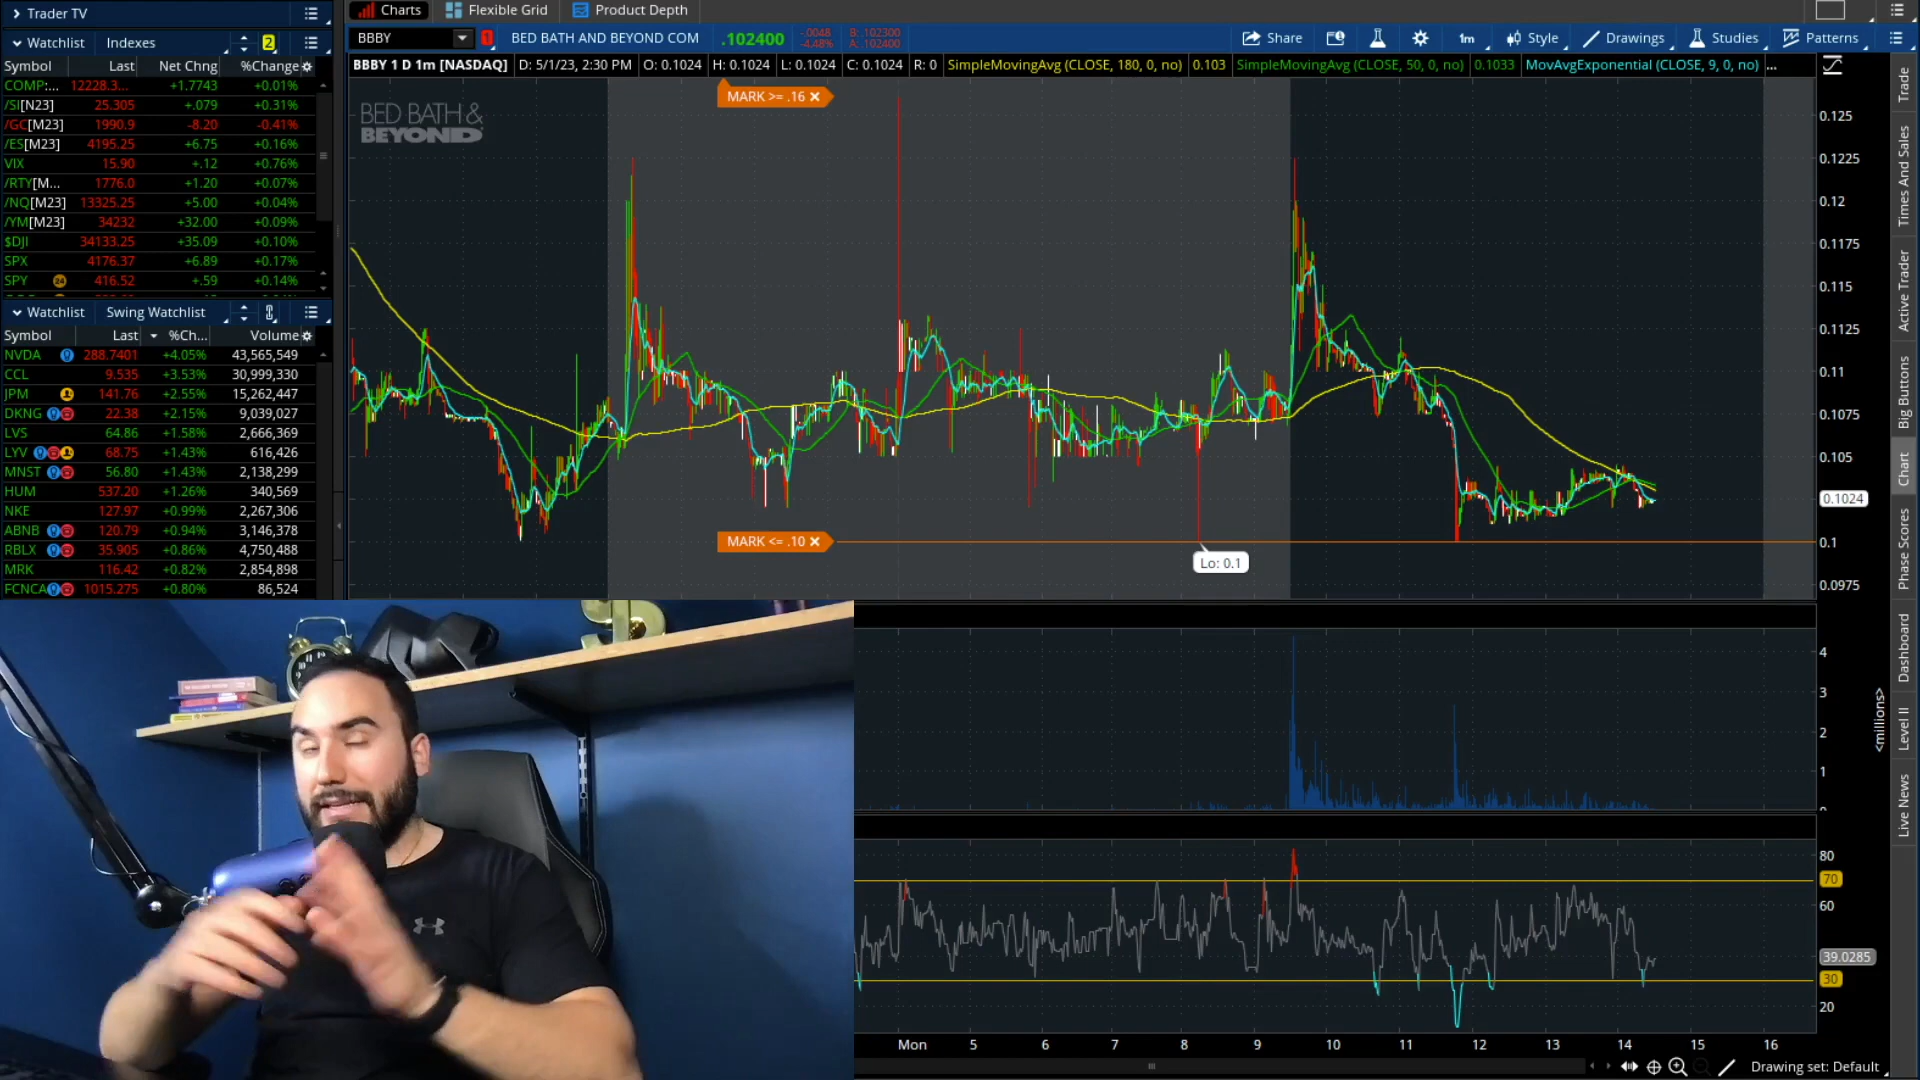 Trader TV
Charts
Flexible Grid
Product Depth
Watchlist
Indexes
2
BBBY
1
BED BATH AND BEYOND COM
.102400
-.0048
-4.48%
B: .102300
A: .102400
Share
1m
Style
Drawings
Studies
Patterns
Symbol Last Net Chng %Change
BBBY 1 D 1m [NASDAQ]
D: 5/1/23, 2:30 PM
O: 0.1024
H: 0.1024
L: 0.1024
C: 0.1024
R: 0
SimpleMovingAvg (CLOSE, 180, 0, no)
0.103
SimpleMovingAvg (CLOSE, 50, 0, no)
0.1033
MovAvgExponential (CLOSE, 9, 0, no)
...
COMP:... 12228.3... +1.7743 +0.01%
/SI[N23] 25.305 +.079 +0.31%
/GC[M23] 1990.9 -8.20 -0.41%
/ES[M23] 4195.25 +6.75 +0.16%
VIX 15.90 +.12 +0.76%
/RTY[M... 1776.0 +1.20 +0.07%
/NQ[M23] 13325.25 +5.00 +0.04%
/YM[M23] 34232 +32.00 +0.09%
$DJI 34133.25 +35.09 +0.10%
SPX 4176.37 +6.89 +0.17%
SPY 24 416.52 +.59 +0.14%
Watchlist
Swing Watchlist
Symbol Last %Ch... Volume
NVDA 288.7401 +4.05% 43,565,549
CCL 9.535 +3.53% 30,999,330
JPM 141.76 +2.55% 15,262,447
DKNG 22.38 +2.15% 9,039,027
LVS 64.86 +1.58% 2,666,369
LYV 68.75 +1.43% 616,426
MNST 56.80 +1.43% 2,138,299
HUM 537.20 +1.26% 340,569
NKE 127.97 +0.99% 2,267,306
ABNB 120.79 +0.94% 3,146,378
RBLX 35.905 +0.86% 4,750,488
MRK 116.42 +0.82% 2,854,898
FCNCA 1015.275 +0.80% 86,524
BED BATH &
BEYOND
MARK >= .16
MARK <= .10
Lo: 0.1
0.125
0.1225
0.12
0.1175
0.115
0.1125
0.11
0.1075
0.105
0.1024
0.1
0.0975
4
3
2
1
0
<millions>
80
70
60
39.0285
30
20
Mon 5 6 7 8 9 10 11 12 13 14 15 16
Drawing set: Default
Trade
Times And Sales
Active Trader
Big Buttons
Chart
Phase Scores
Dashboard
Level II
Live News